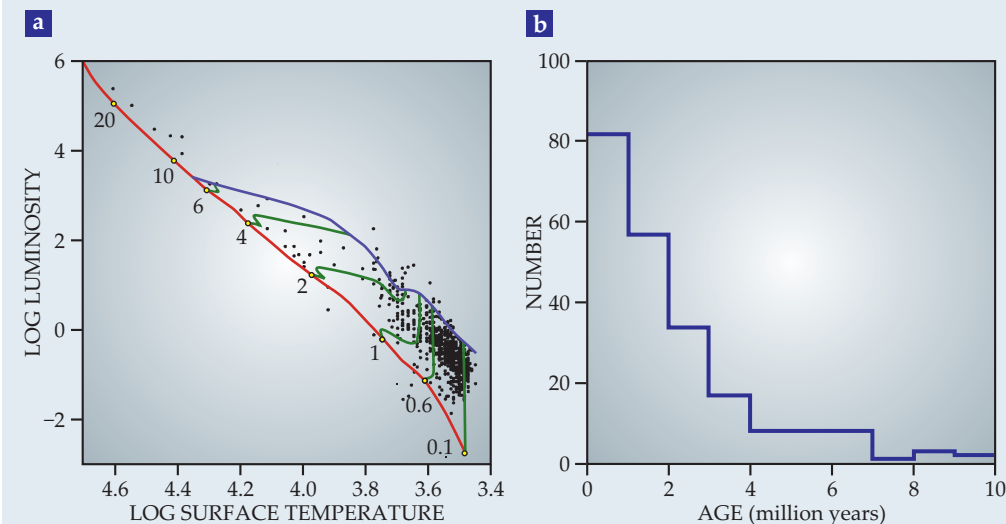 a
6
4
2
0
−2
LOG LUMINOSITY
20
10
6
4
2
1
0.6
0.1
4.6 4.4 4.2 4.0 3.8 3.6 3.4
LOG SURFACE TEMPERATURE
b
100
80
60
40
20
0
NUMBER
0 2 4 6 8 10
AGE (million years)